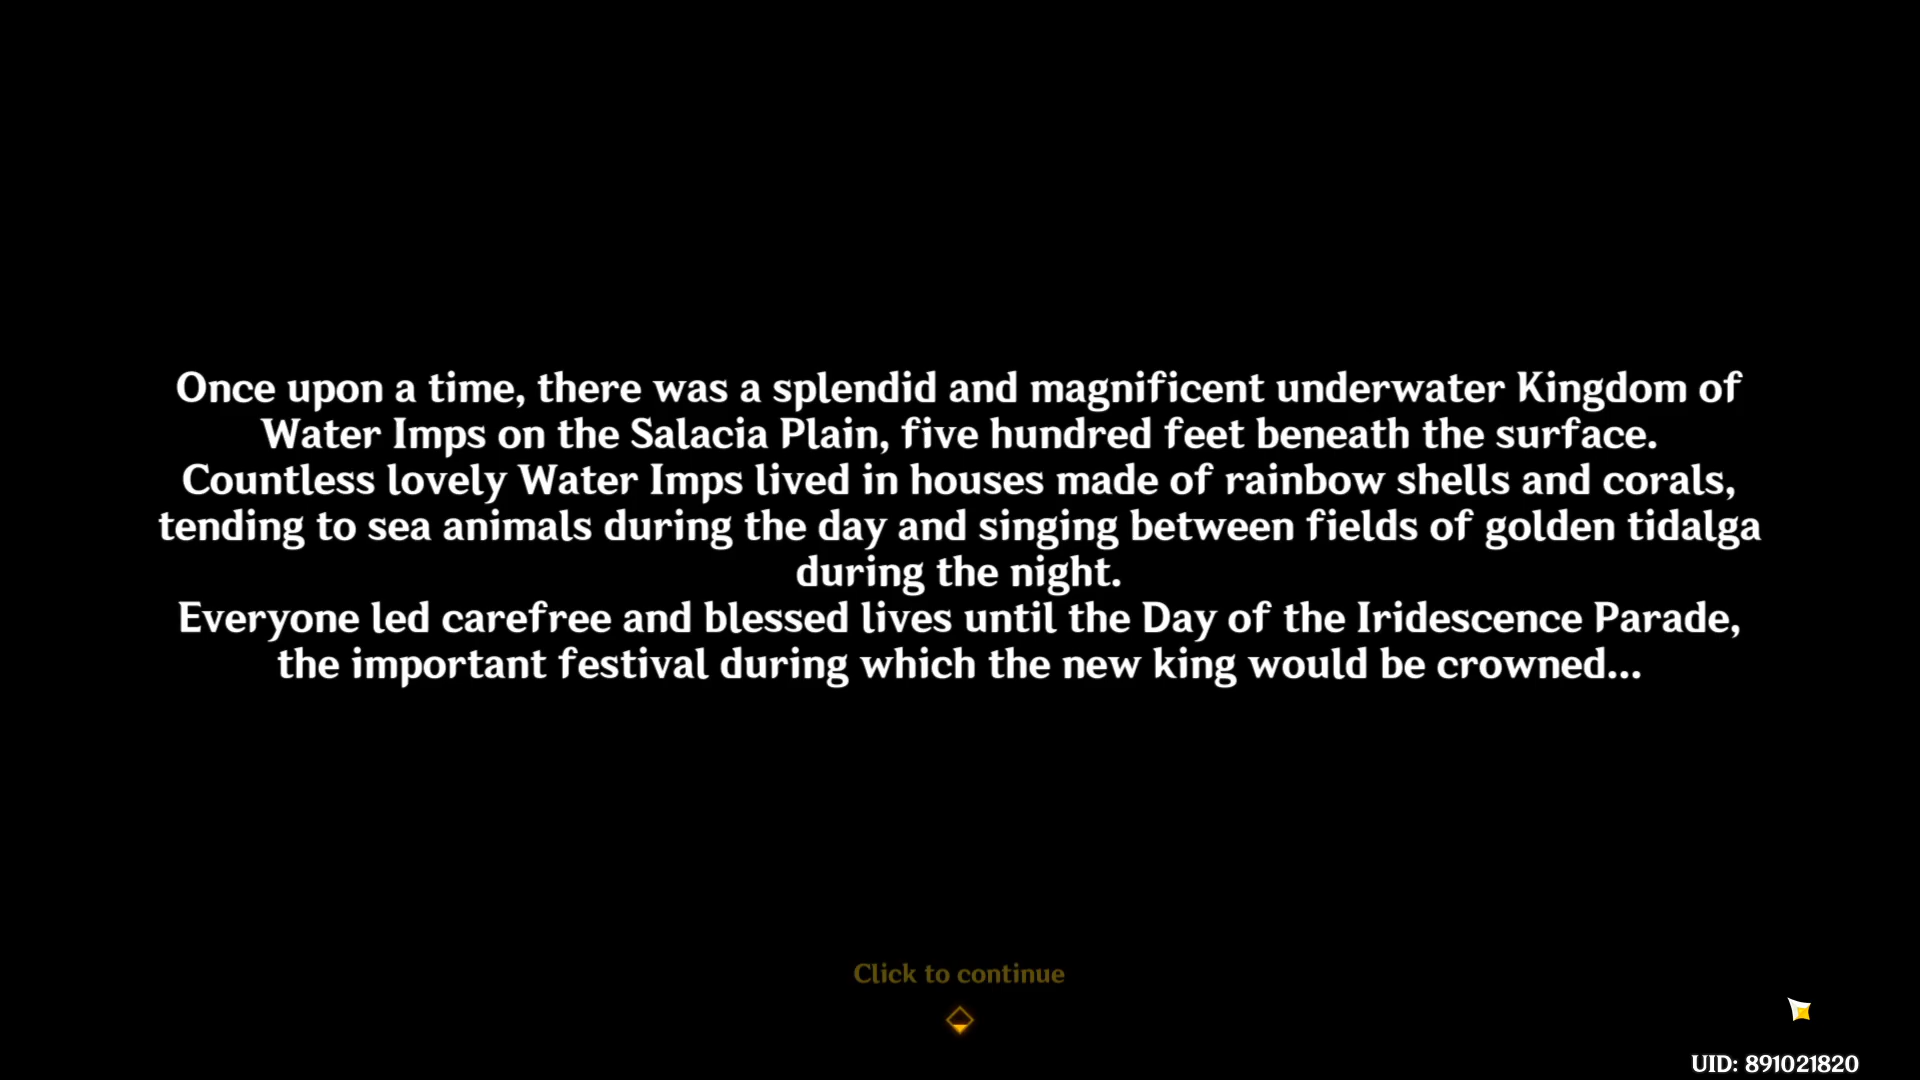 Once upon a time, there was a splendid and magnificent underwater Kingdom of
Water Imps on the Salacia Plain, five hundred feet beneath the surface.
Countless lovely Water Imps lived in houses made of rainbow shells and corals,
tending to sea animals during the day and singing between fields of golden tidalga
during the night.
Everyone led carefree and blessed lives until the Day of the Iridescence Parade,
the important festival during which the new king would be crowned...
Click to continue
UID: 891021820